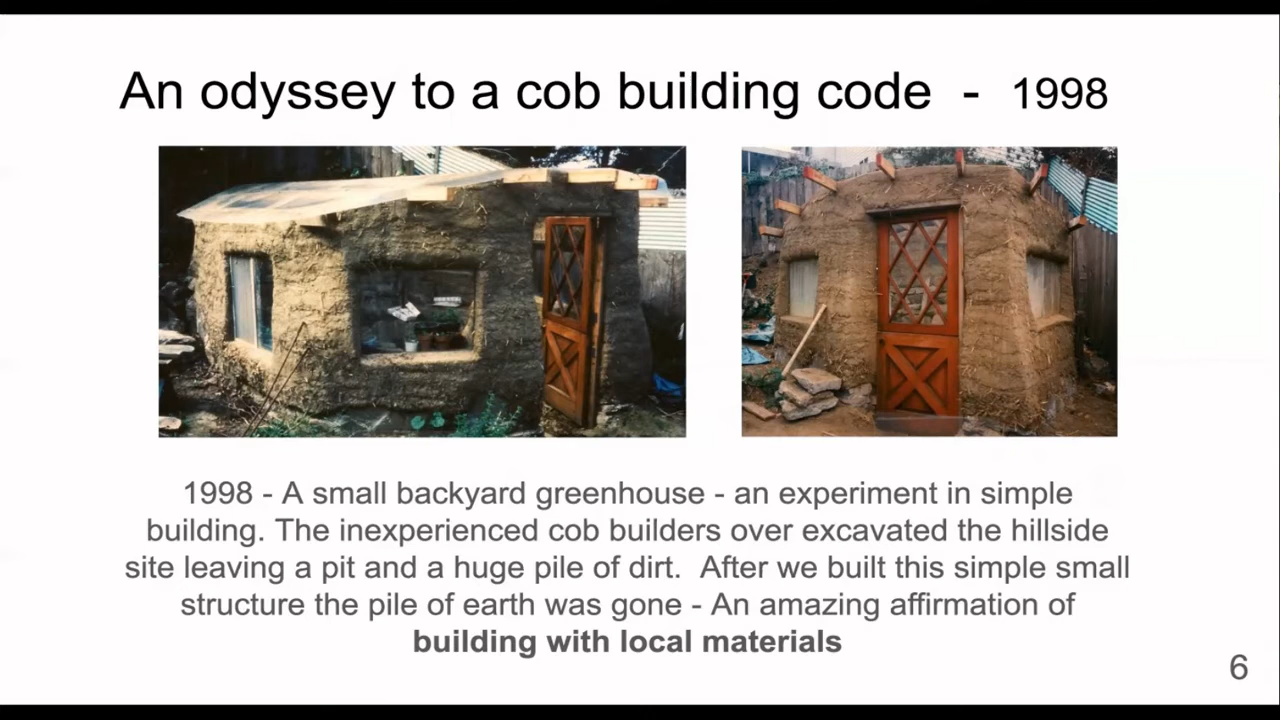 An odyssey to a cob building code - 1998
1998 - A small backyard greenhouse - an experiment in simple
building. The inexperienced cob builders over excavated the hillside
site leaving a pit and a huge pile of dirt. After we built this simple small
structure the pile of earth was gone - An amazing affirmation of
building with local materials
6